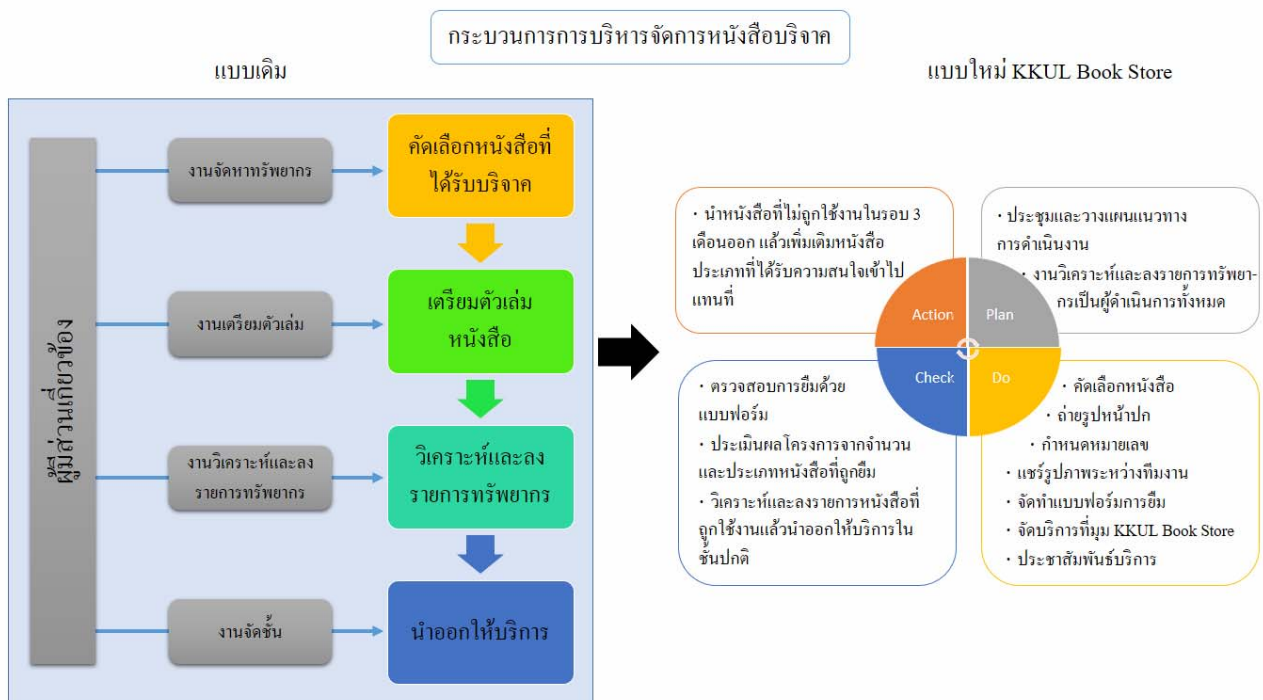 กระบวนการการบริหารจัดการหนังสือบริจาค
แบบเดิม
แบบใหม่ KKUL Book Store
ผู้มีส่วนเกี่ยวข้อง
งานจัดหาทรัพยากร
คัดเลือกหนังสือที่
ได้รับบริจาค
งานเตรียมตัวเล่ม
เตรียมตัวเล่ม
หนังสือ
งานวิเคราะห์และลง
รายการทรัพยากร
วิเคราะห์และลง
รายการทรัพยากร
งานจัดชั้น
นำออกให้บริการ
· นำหนังสือที่ไม่ถูกใช้งานในรอบ 3
เดือนออก แล้วเพิ่มเติมหนังสือ
ประเภทที่ได้รับความสนใจเข้าไป
แทนที่
· ประชุมและวางแผนแนวทาง
การดำเนินงาน
· งานวิเคราะห์และลงรายการทรัพยา-
กรเป็นผู้ดำเนินการทั้งหมด
Action
Plan
Check
Do
· ตรวจสอบการยืมด้วย
แบบฟอร์ม
· ประเมินผลโครงการจากจำนวน
และประเภทหนังสือที่ถูกยืม
· วิเคราะห์และลงรายการหนังสือที่
ถูกใช้งานแล้วนำออกให้บริการใน
ชั้นปกติ
· คัดเลือกหนังสือ
· ถ่ายรูปหน้าปก
· กำหนดหมายเลข
· แชร์รูปภาพระหว่างทีมงาน
· จัดทำแบบฟอร์มการยืม
· จัดบริการที่มุม KKUL Book Store
· ประชาสัมพันธ์บริการ